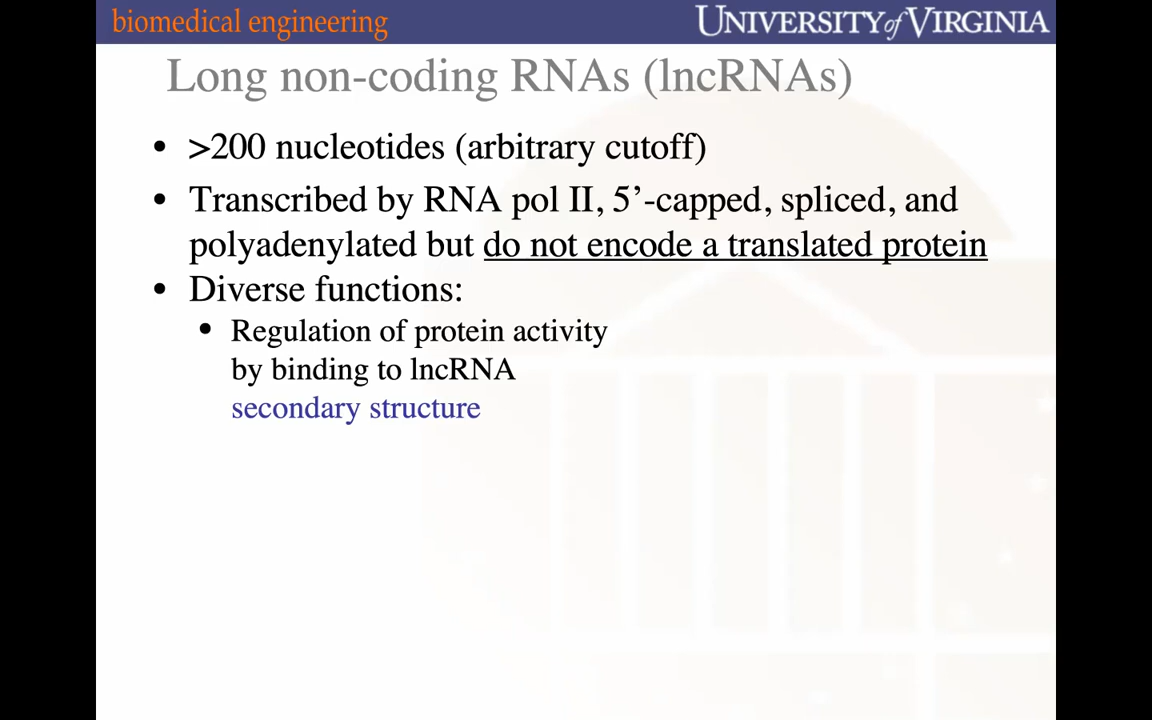 biomedical engineering
UNIVERSITY of VIRGINIA
Long non-coding RNAs (lncRNAs)
• >200 nucleotides (arbitrary cutoff)
• Transcribed by RNA pol II, 5’-capped, spliced, and
polyadenylated but do not encode a translated protein
• Diverse functions:
• Regulation of protein activity
by binding to lncRNA
secondary structure